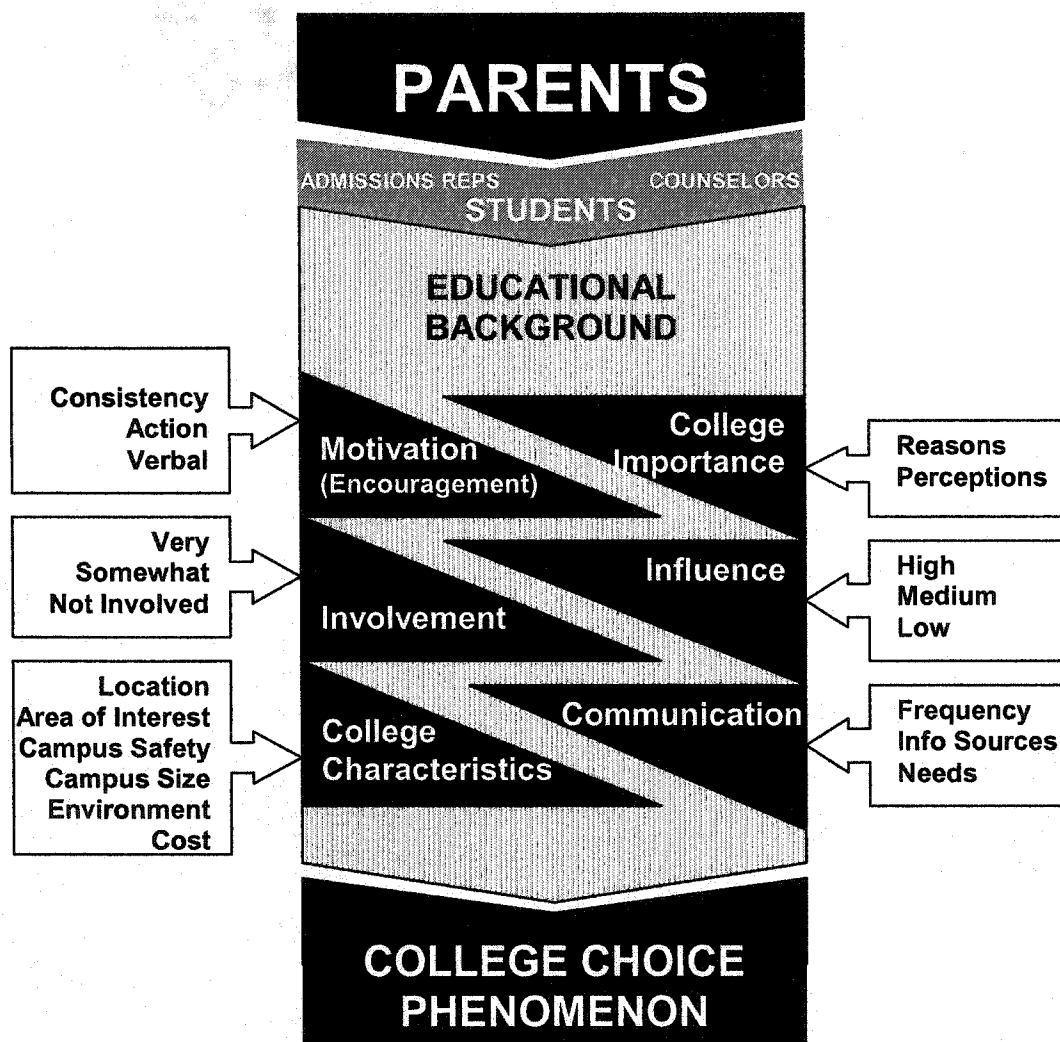 PARENTS
ADMISSIONS REPS
COUNSELORS
STUDENTS
EDUCATIONAL
BACKGROUND
Consistency
Action
Verbal
Motivation
(Encouragement)
College
Importance
Reasons
Perceptions
Very
Somewhat
Not Involved
Involvement
Influence
High
Medium
Low
Location
Area of Interest
Campus Safety
Campus Size
Environment
Cost
College
Characteristics
Communication
Frequency
Info Sources
Needs
COLLEGE CHOICE
PHENOMENON